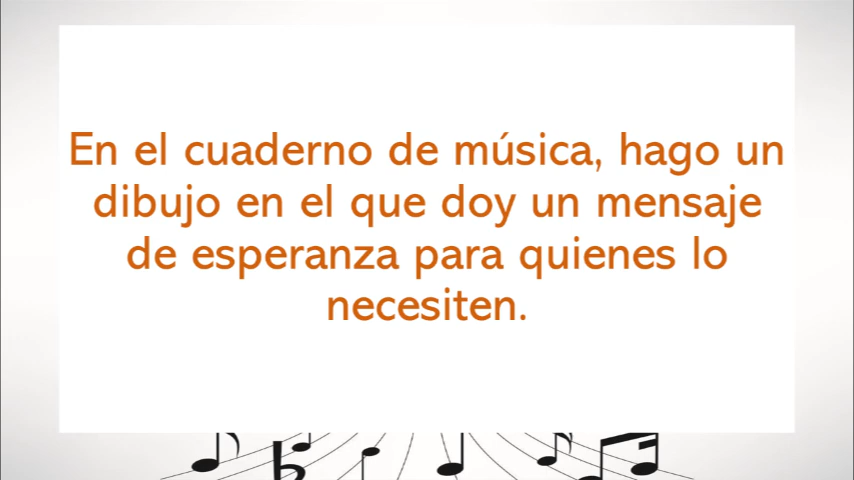 En el cuaderno de música, hago un
dibujo en el que doy un mensaje
de esperanza para quienes lo
necesiten.